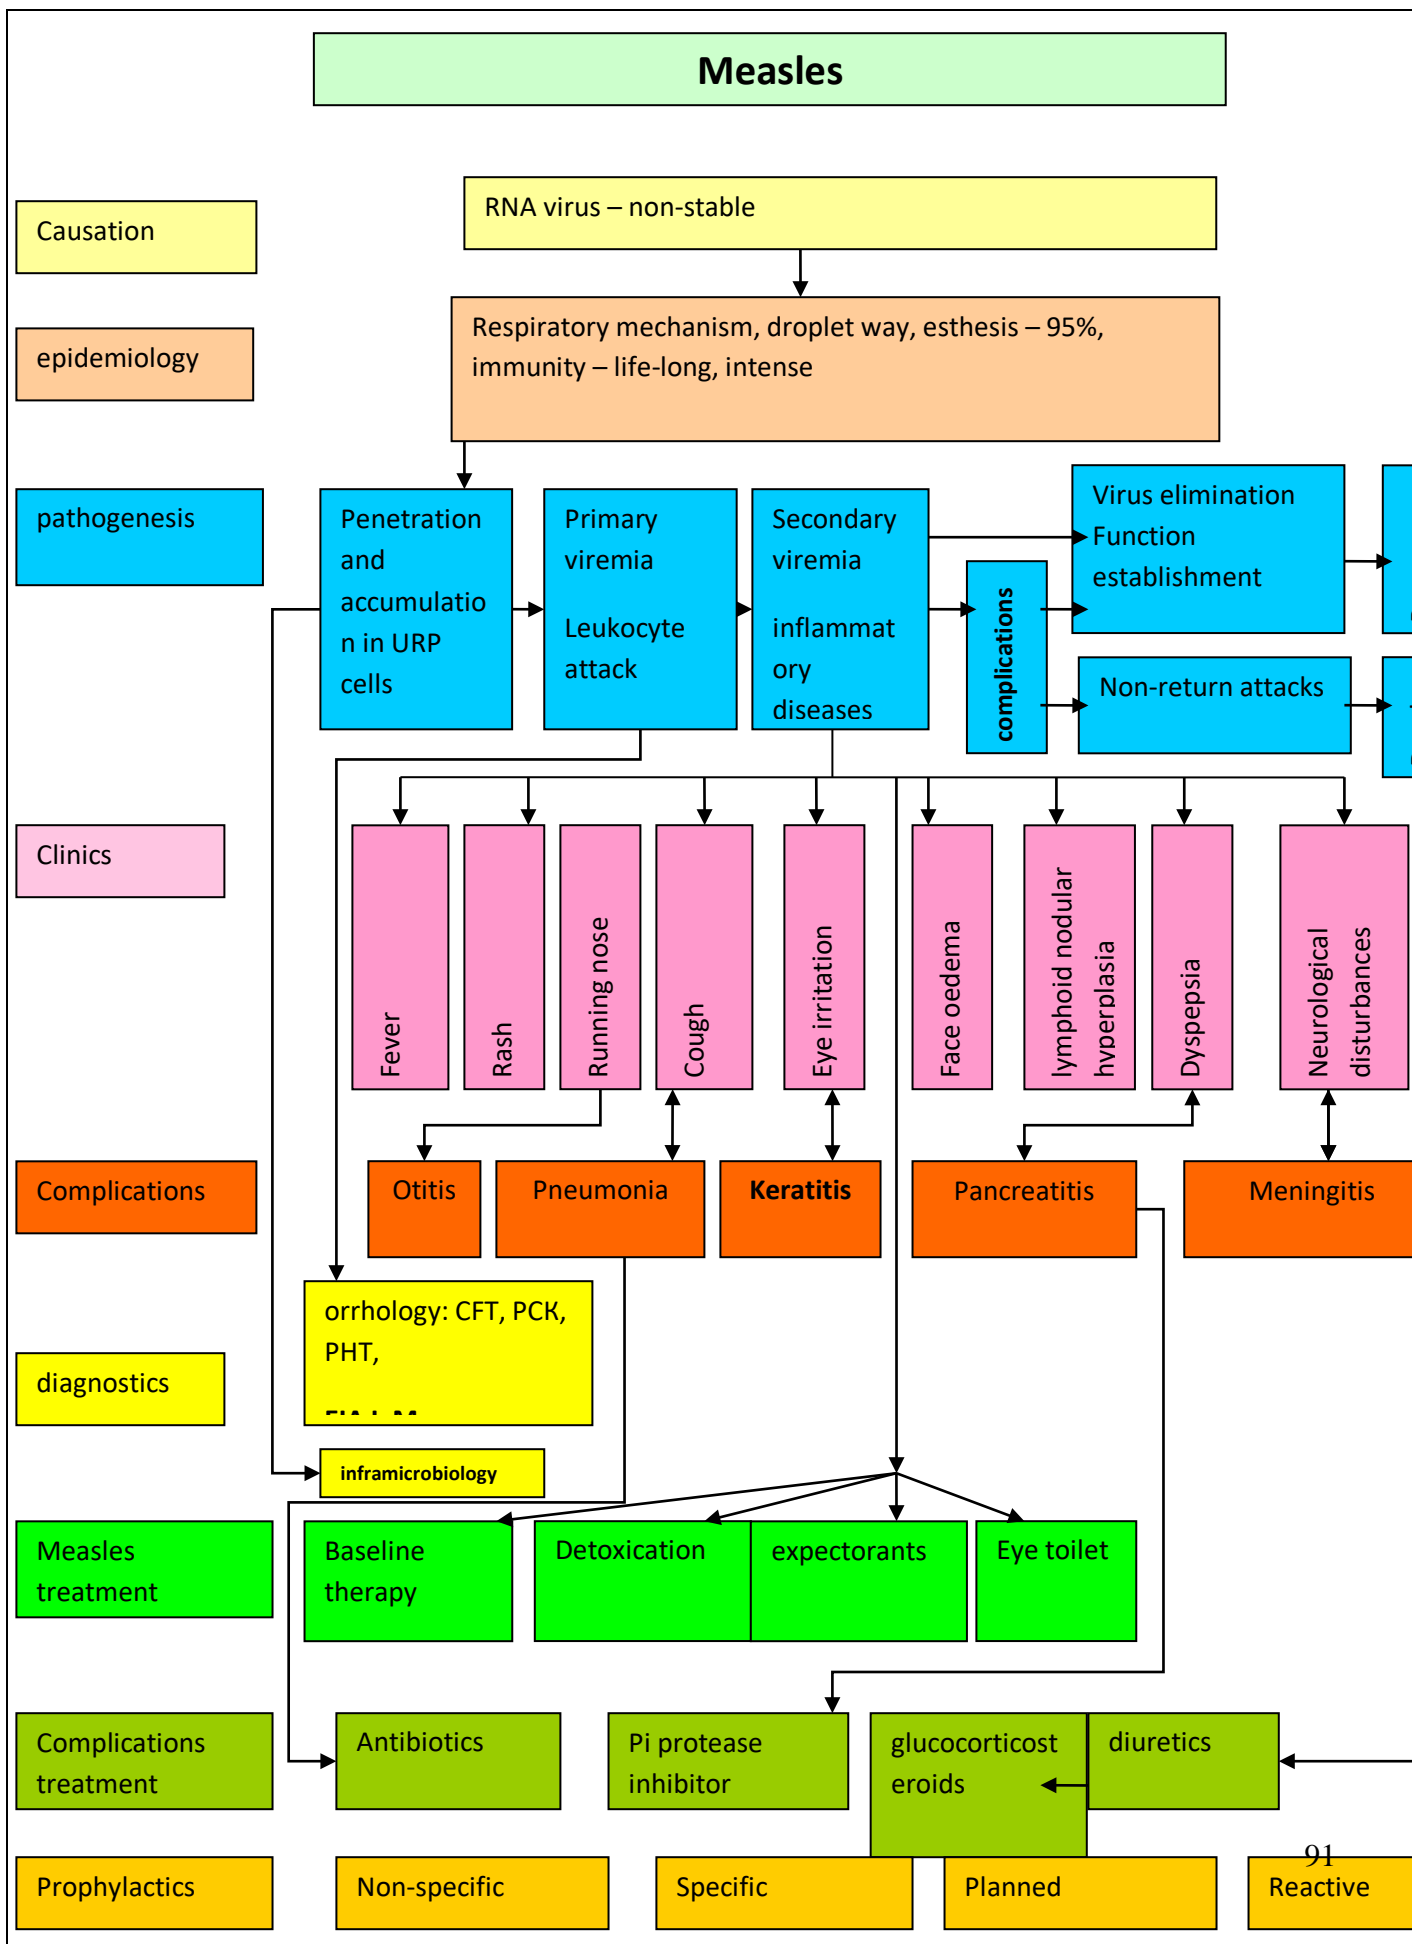 Measles
Causation
RNA virus – non-stable
epidemiology
Respiratory mechanism, droplet way, esthesis – 95%,
immunity – life-long, intense
pathogenesis
Penetration
and
accumulatio
n in URP
cells
Primary
viremia
Leukocyte
attack
Secondary
viremia
inflammat
ory
diseases
complications
Virus elimination
Function
establishment
Non-return attacks
Clinics
Fever
Rash
Running nose
Cough
Eye irritation
Face oedema
lymphoid nodular
hyperplasia
Dyspepsia
Neurological
disturbances
Complications
Otitis
Pneumonia
Keratitis
Pancreatitis
Meningitis
diagnostics
orrhology: CFT, РСК,
PHT,
inframicrobiology
Measles
treatment
Baseline
therapy
Detoxication
expectorants
Eye toilet
Complications
treatment
Antibiotics
Pi protease
inhibitor
glucocorticost
eroids
diuretics
91
Prophylactics
Non-specific
Specific
Planned
Reactive